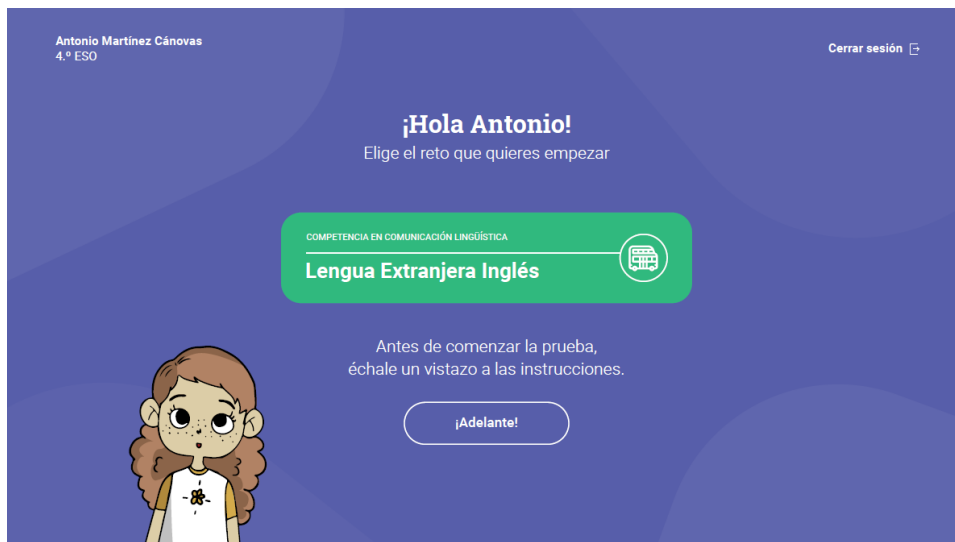 Antonio Martínez Cánovas
4.º ESO
Cerrar sesión
¡Hola Antonio!
Elige el reto que quieres empezar
COMPETENCIA EN COMUNICACIÓN LINGÜÍSTICA
Lengua Extranjera Inglés
Antes de comenzar la prueba,
échale un vistazo a las instrucciones.
¡Adelante!